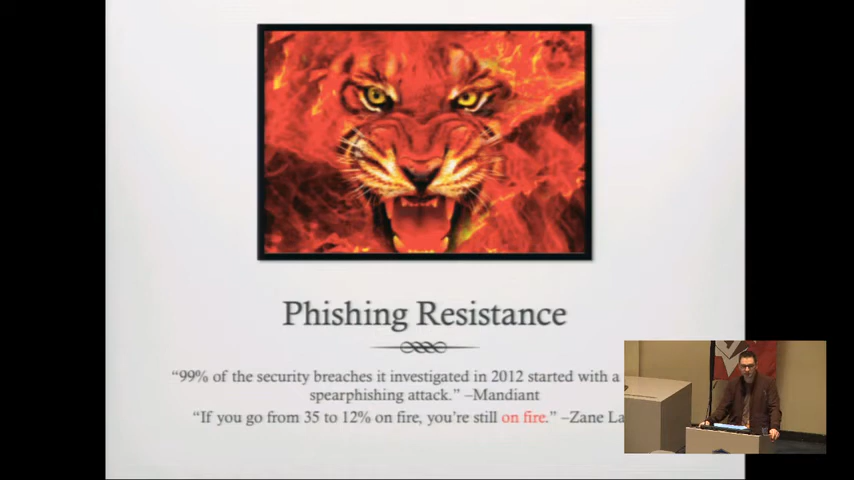 Phishing Resistance
“99% of the security breaches it investigated in 2012 started with a
spearphishing attack.” –Mandiant
“If you go from 35 to 12% on fire, you’re still on fire.” –Zane